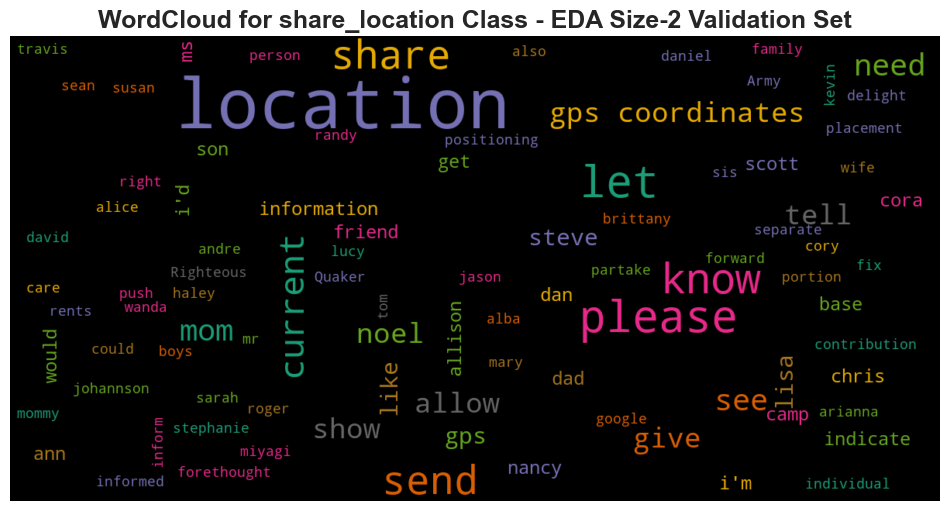 WordCloud for share_location Class - EDA Size-2 Validation Set
travis
ms
person
share
also
daniel
family
need
sean
susan
location
gps coordinates
Army
kevin
delight
randy
positioning
placement
son
get
let
sis
scott
wife
right
i'd
alice
information
friend
brittany
tell
cora
david
andre
current
lucy
steve
separate
cory
Righteous
Quaker
jason
partake
know
forward
portion
fix
care
push
haley
wanda
rents
tom
dan
please
base
would
mom
mr
noel
allison
alba
could
boys
mary
contribution
johannson
sarah
like
dad
lisa
chris
mommy
roger
allow
see
camp
arianna
stephanie
show
google
inform
miyagi
gps
give
indicate
ann
forethought
nancy
informed
send
i'm
individual